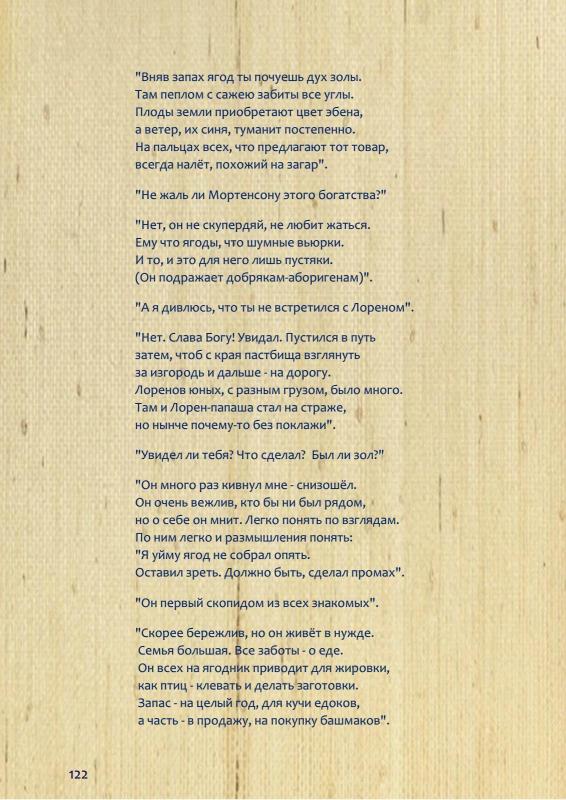 "Вняв запах ягод ты почуешь дух золы.
Там пеплом с сажею забиты все углы.
Плоды земли приобретают цвет эбена,
а ветер, их синя, туманит постепенно.
На пальцах всех, что предлагают тот товар,
всегда налёт, похожий на загар".
"Не жаль ли Мортенсону этого богатства?"
"Нет, он не скупердяй, не любит жаться.
Ему что ягоды, что шумные вьюрки.
И то, и это для него лишь пустяки.
(Он подражает добрякам-аборигенам)".
"А я дивлюсь, что ты не встретился с Лореном".
"Нет. Слава Богу! Увидал. Пустился в путь
затем, чтоб с края пастбища взглянуть
за изгородь и дальше - на дорогу.
Лоренов юных, с разным грузом, было много.
Там и Лорен-папаша стал на страже,
но нынче почему-то без поклажи".
"Увидел ли тебя? Что сделал?  Был ли зол?"
"Он много раз кивнул мне - снизошёл.
Он очень вежлив, кто бы ни был рядом,
но о себе он мнит. Легко понять по взглядам.
По ним легко и размышления понять:
"Я уйму ягод не собрал опять.
Оставил зреть. Должно быть, сделал промах".
"Он первый скопидом из всех знакомых".
"Скорее бережлив, но он живёт в нужде.
Семья большая. Все заботы - о еде.
Он всех на ягодник приводит для жировки,
как птиц - клевать и делать заготовки.
Запас - на целый год, для кучи едоков,
а часть - в продажу, на покупку башмаков".
122